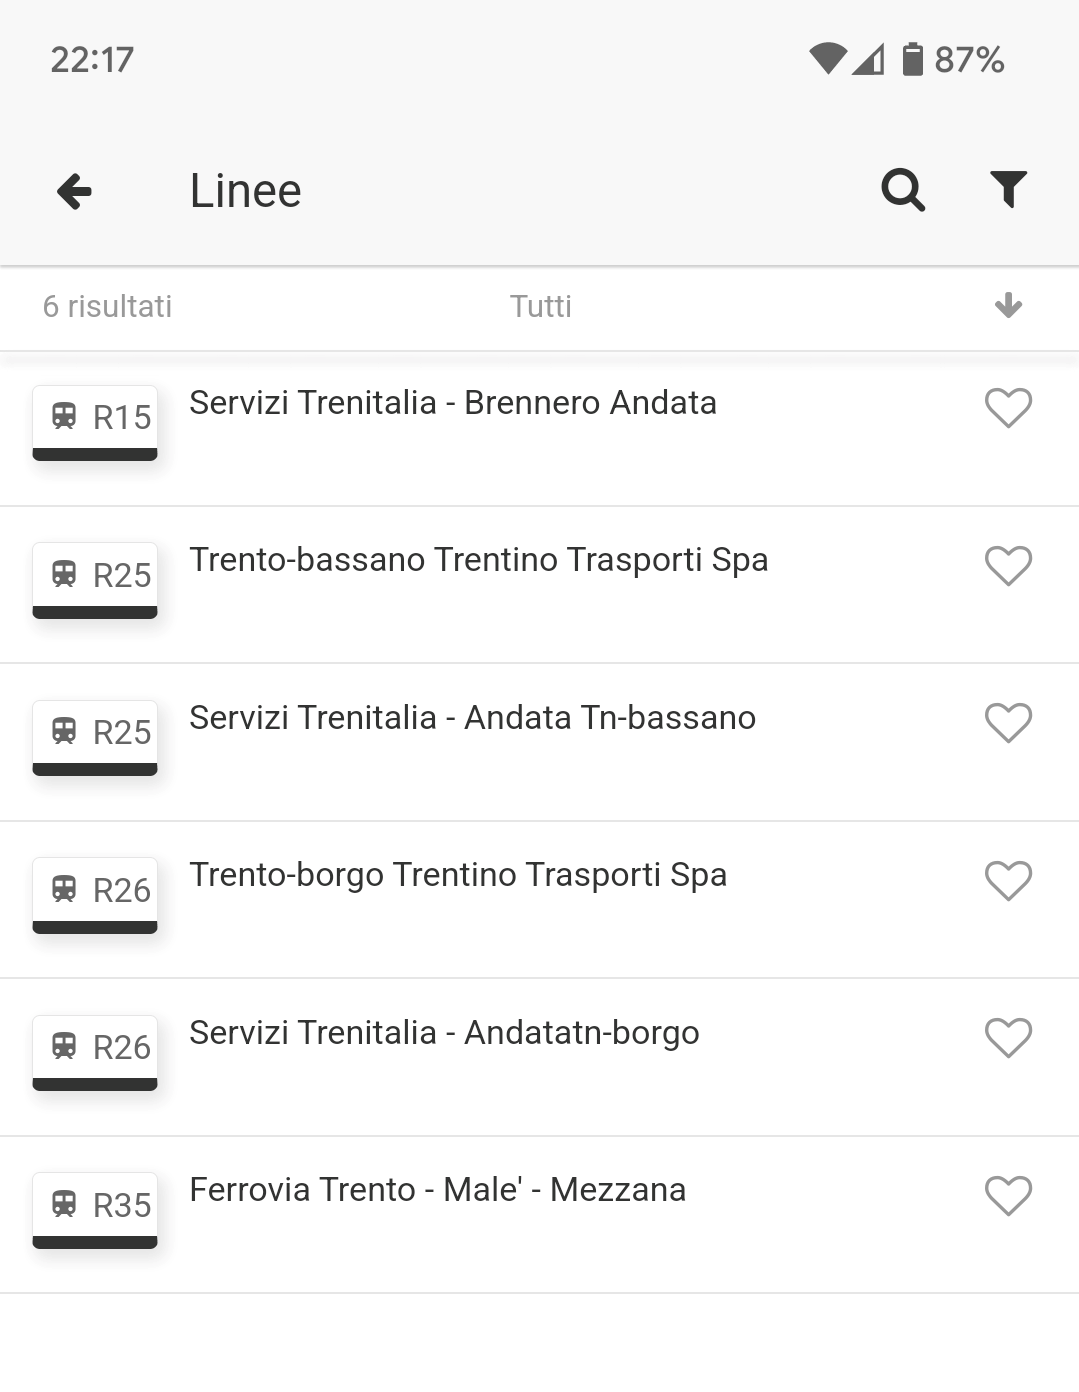 22:17 87%
Linee
6 risultati Tutti
R15 Servizi Trenitalia - Brennero Andata
R25 Trento-bassano Trentino Trasporti Spa
R25 Servizi Trenitalia - Andata Tn-bassano
R26 Trento-borgo Trentino Trasporti Spa
R26 Servizi Trenitalia - Andatatn-borgo
R35 Ferrovia Trento - Male' - Mezzana